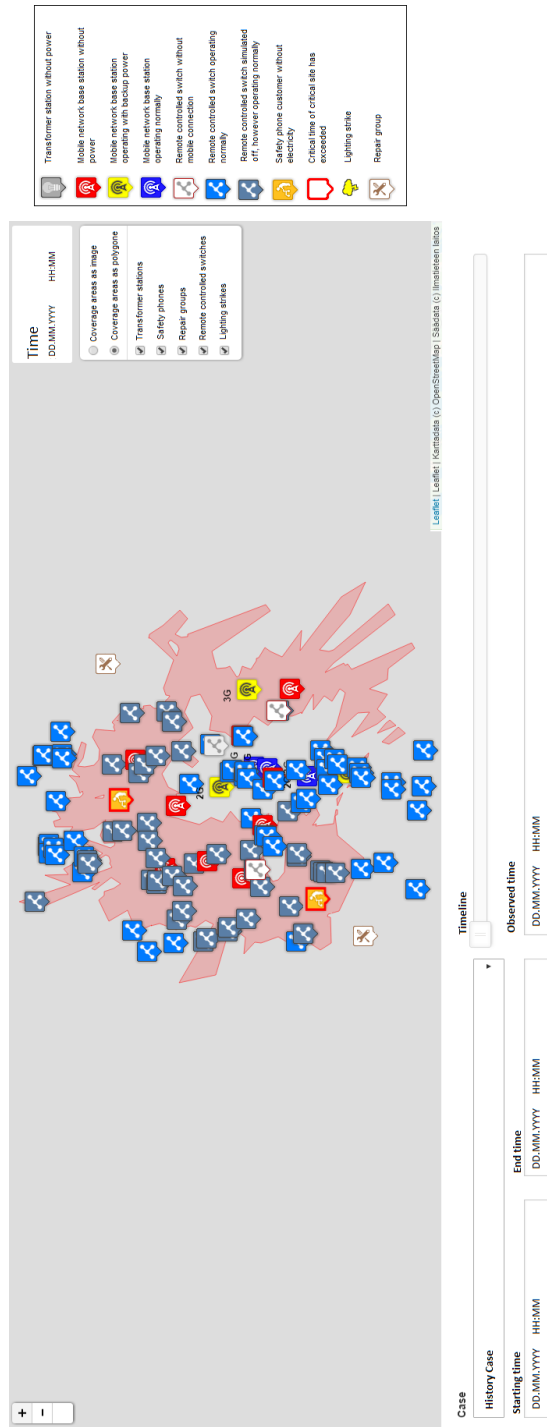 +
−
Time
DD.MM.YYYY HH:MM
Coverage areas as image
Coverage areas as polygone
Transformer stations
Safety phones
Repair groups
Remote controlled switches
Lighting strikes
3G
2G
G
2
Leaflet | Leaflet | Karttadata (c) OpenStreetMap | Säädata (c) Ilmatieteen laitos
Transformer station without power
Mobile network base station without
power
Mobile network base station
operating with backup power
Mobile network base station
operating normally
Remote controlled switch without
mobile connection
Remote controlled switch operating
normally
Remote controlled switch simulated
off, however operating normally
Safety phone customer without
electricity
Critical time of critical site has
exceeded
Lighting strike
Repair group
Case
History Case
Timeline
Starting time
DD.MM.YYYY HH:MM
End time
DD.MM.YYYY HH:MM
Observed time
DD.MM.YYYY HH:MM